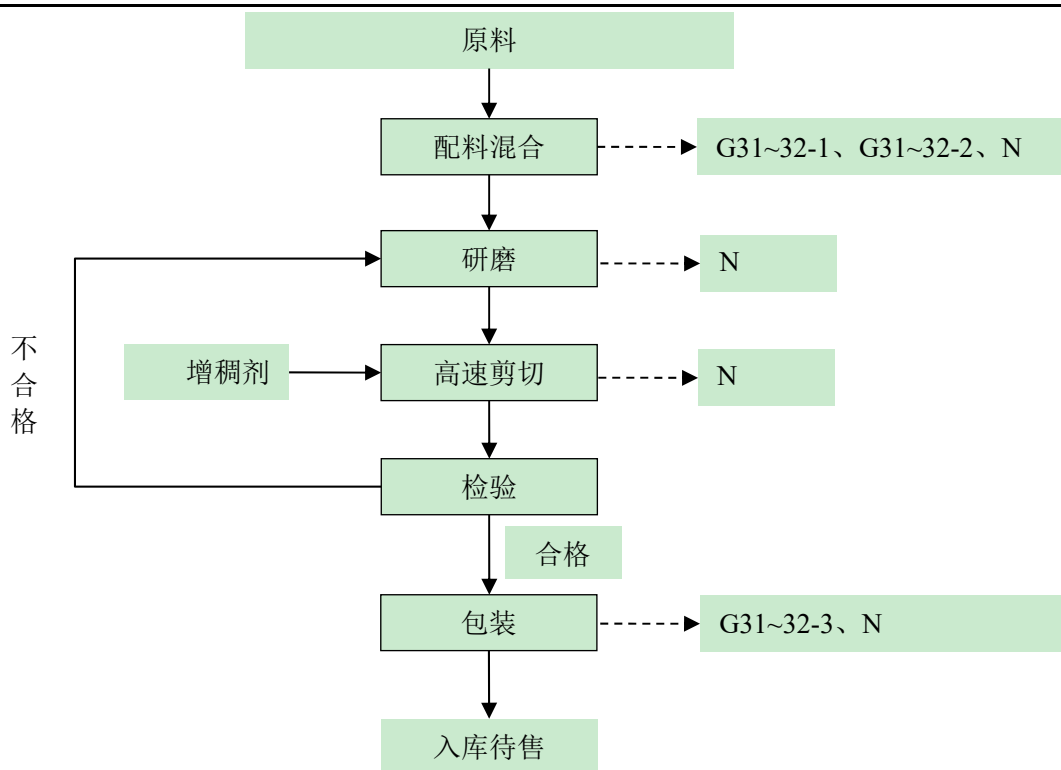 原料
配料混合
G31~32-1、G31~32-2、N
研磨
N
不
合
格
增稠剂
高速剪切
N
检验
合格
包装
G31~32-3、N
入库待售